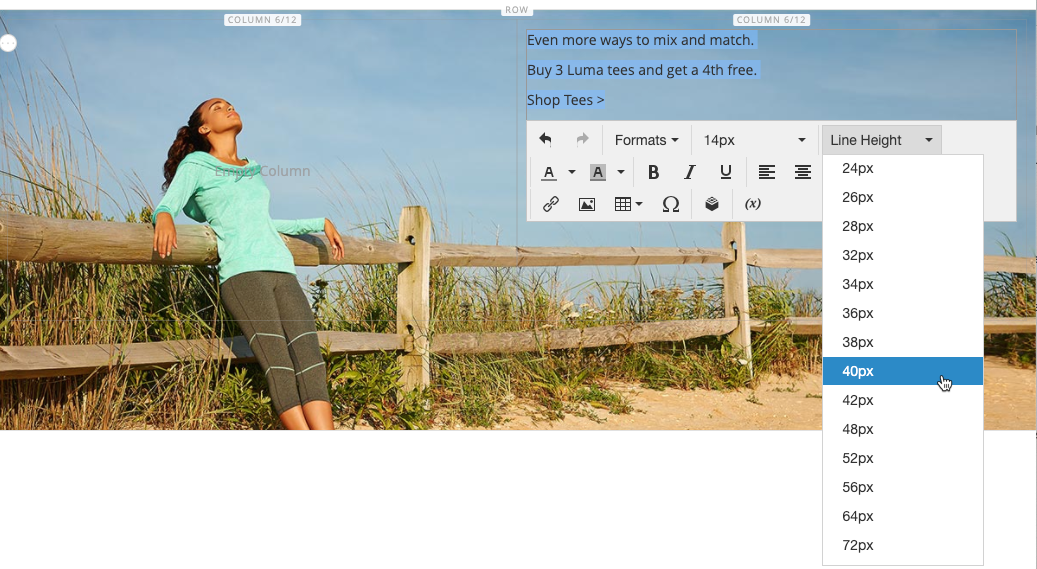 ROW
COLUMN 6/12
COLUMN 6/12
Even more ways to mix and match.
Buy 3 Luma tees and get a 4th free.
Shop Tees >
Formats
14px
Line Height
A
A
B
I
U
Ω
(x)
Empty Column
24px
26px
28px
32px
34px
36px
38px
40px
42px
48px
52px
56px
64px
72px